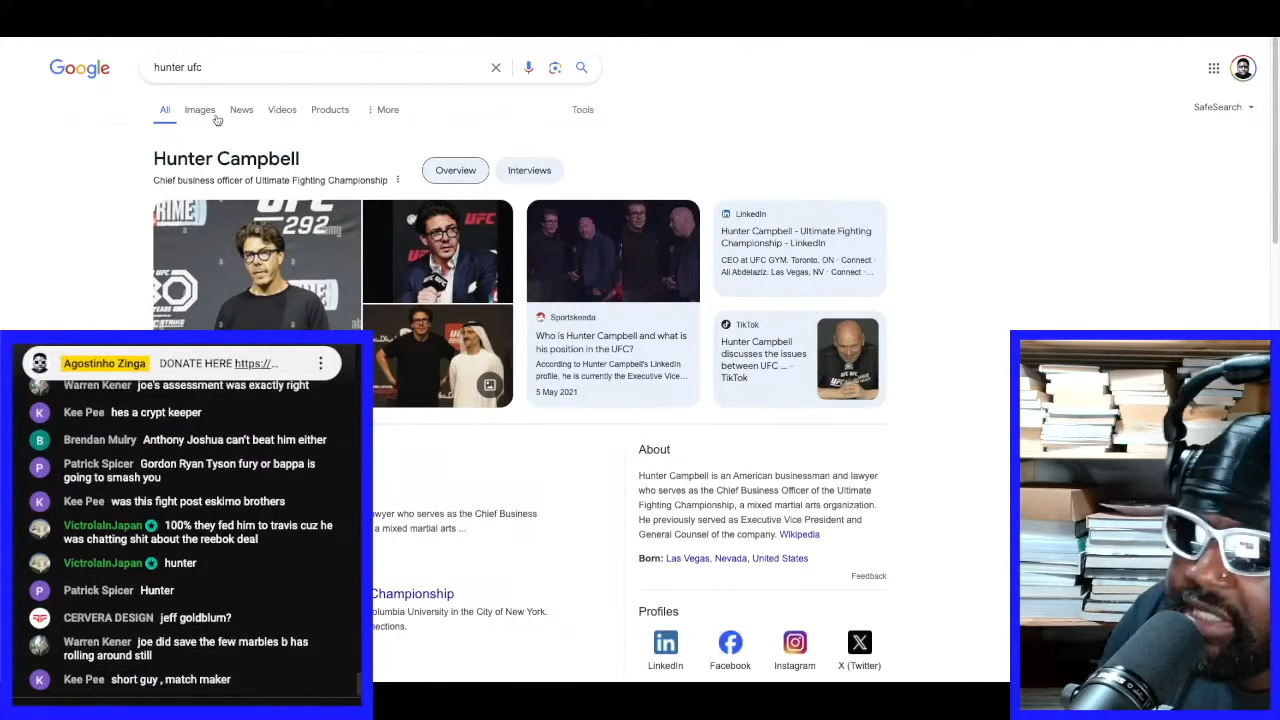 Google
hunter ufc
All Images News Videos Products More Tools
SafeSearch
Hunter Campbell
Chief business officer of Ultimate Fighting Championship
Overview
Interviews
UFC
292
UFC
Sportskeeda
Who is Hunter Campbell and what is
his position in the UFC?
According to Hunter Campbell's LinkedIn
profile, he is currently the Executive Vice...
5 May 2021
LinkedIn
Hunter Campbell - Ultimate Fighting
Championship - LinkedIn
CEO at UFC GYM. Toronto, ON · Connect ·
Ali Abdelaziz. Las Vegas, NV · Connect ·...
TikTok
Hunter Campbell
discusses the issues
between UFC ... -
TikTok
About
Hunter Campbell is an American businessman and lawyer
who serves as the Chief Business Officer of the Ultimate
Fighting Championship, a mixed martial arts organization.
He previously served as Executive Vice President and
General Counsel of the company. Wikipedia
Born: Las Vegas, Nevada, United States
Feedback
Profiles
LinkedIn Facebook Instagram X (Twitter)
awyer who serves as the Chief Business
a mixed martial arts ...
Championship
olumbia University in the City of New York.
nections.
Agostinho Zinga DONATE HERE https://...
Warren Kener joe's assessment was exactly right
Kee Pee hes a crypt keeper
Brendan Mulry Anthony Joshua can't beat him either
Patrick Spicer Gordon Ryan Tyson fury or bappa is
going to smash you
Kee Pee was this fight post eskimo brothers
VictrolaInJapan 100% they fed him to travis cuz he
was chatting shit about the reebok deal
VictrolaInJapan hunter
Patrick Spicer Hunter
CERVERA DESIGN jeff goldblurn?
Warren Kener joe did save the few marbles b has
rolling around still
Kee Pee short guy , match maker